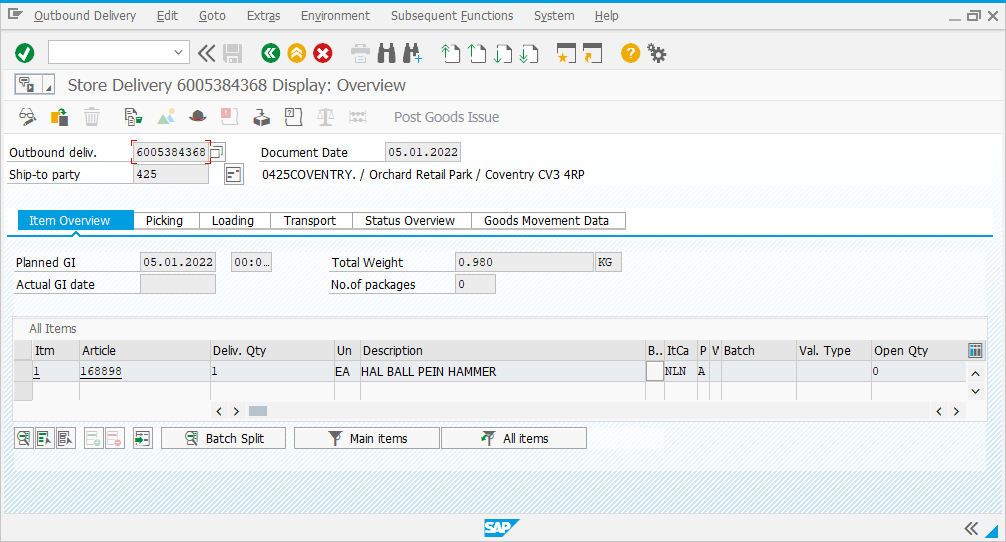 Outbound Delivery Edit Goto Extras Environment Subsequent Functions System Help
Store Delivery 6005384368 Display: Overview
Post Goods Issue
Outbound deliv. 6005384368 Document Date 05.01.2022
Ship-to party 425 0425COVENTRY. / Orchard Retail Park / Coventry CV3 4RP
Item Overview Picking Loading Transport Status Overview Goods Movement Data
Planned GI 05.01.2022 00:0… Total Weight 0.980 KG
Actual GI date No.of packages 0
All Items
Itm Article Deliv. Qty Un Description B.. ItCa P V Batch Val. Type Open Qty
1 168898 1 EA HAL BALL PEIN HAMMER NLN A 0
Batch Split Main items All items
SAP